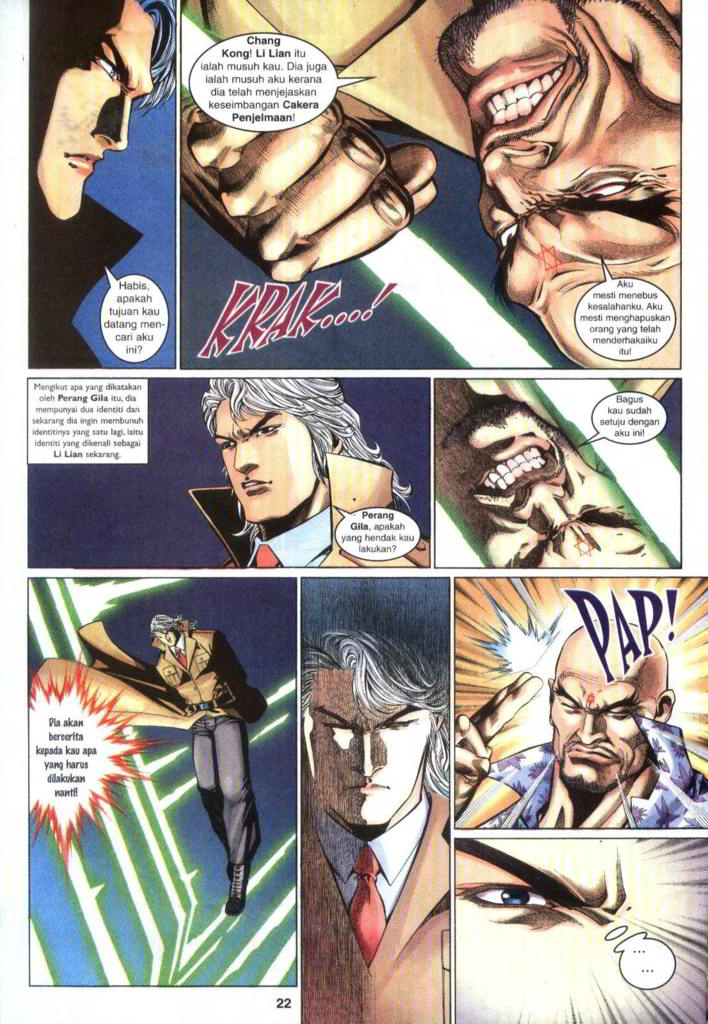 Chang
Kong! Li Lian itu
ialah musuh kau. Dia juga
ialah musuh aku kerana
dia telah menjejaskan
keseimbangan Cakera
Penjelmaan!
Habis,
apakah
tujuan kau
datang men-
cari aku
ini?
KRAK....!
Aku
mesti menebus
kesalahanku. Aku
mesti menghapuskan
orang yang telah
menderhakaiku
itu!
Mengikut apa yang dikatakan
oleh Perang Gila itu, dia
mempunyai dua identiti dan
sekarang dia ingin membunuh
identitinya yang satu lagi, iaitu
identiti yang dikenali sebagai
Li Lian sekarang.
Perang
Gila, apakah
yang hendak kau
lakukan?
Bagus
kau sudah
setuju dengan
aku ini!
Dia akan
bercerita
kepada kau apa
yang harus
dilakukan
nanti!
PAP!
...
...
22